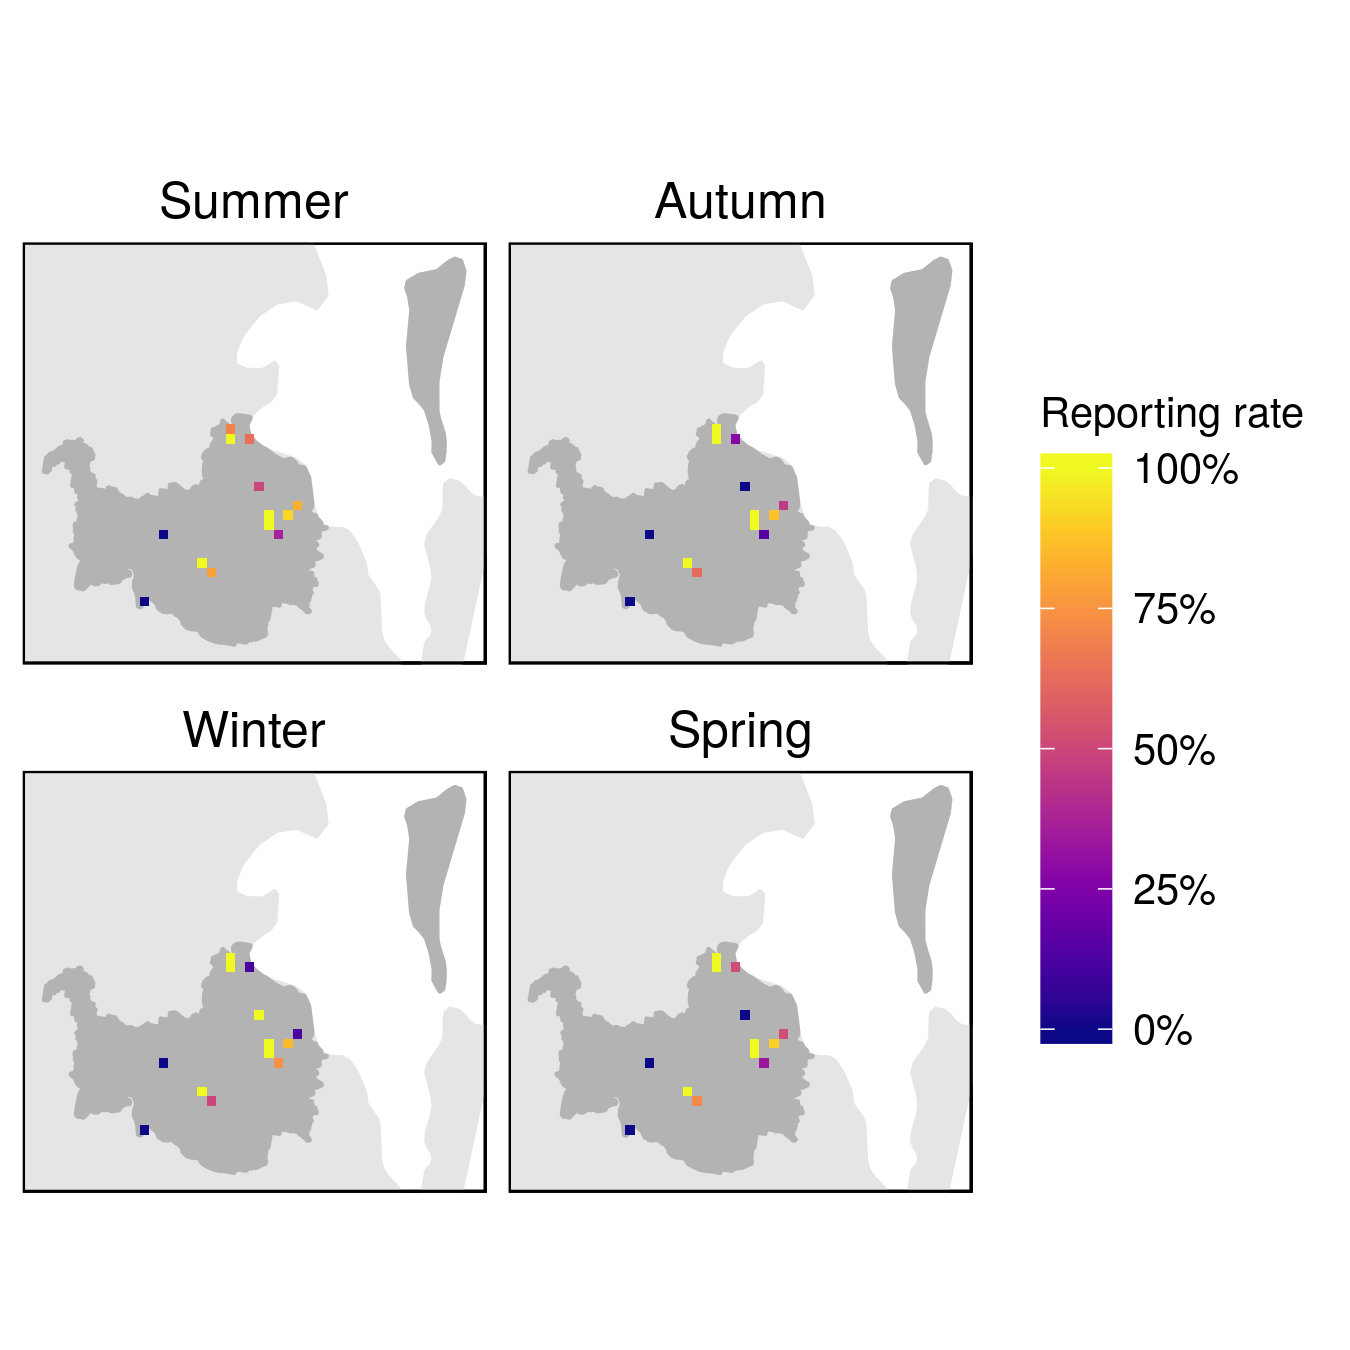 Summer
Autumn
Winter
Spring
Reporting rate
100%
75%
50%
25%
0%